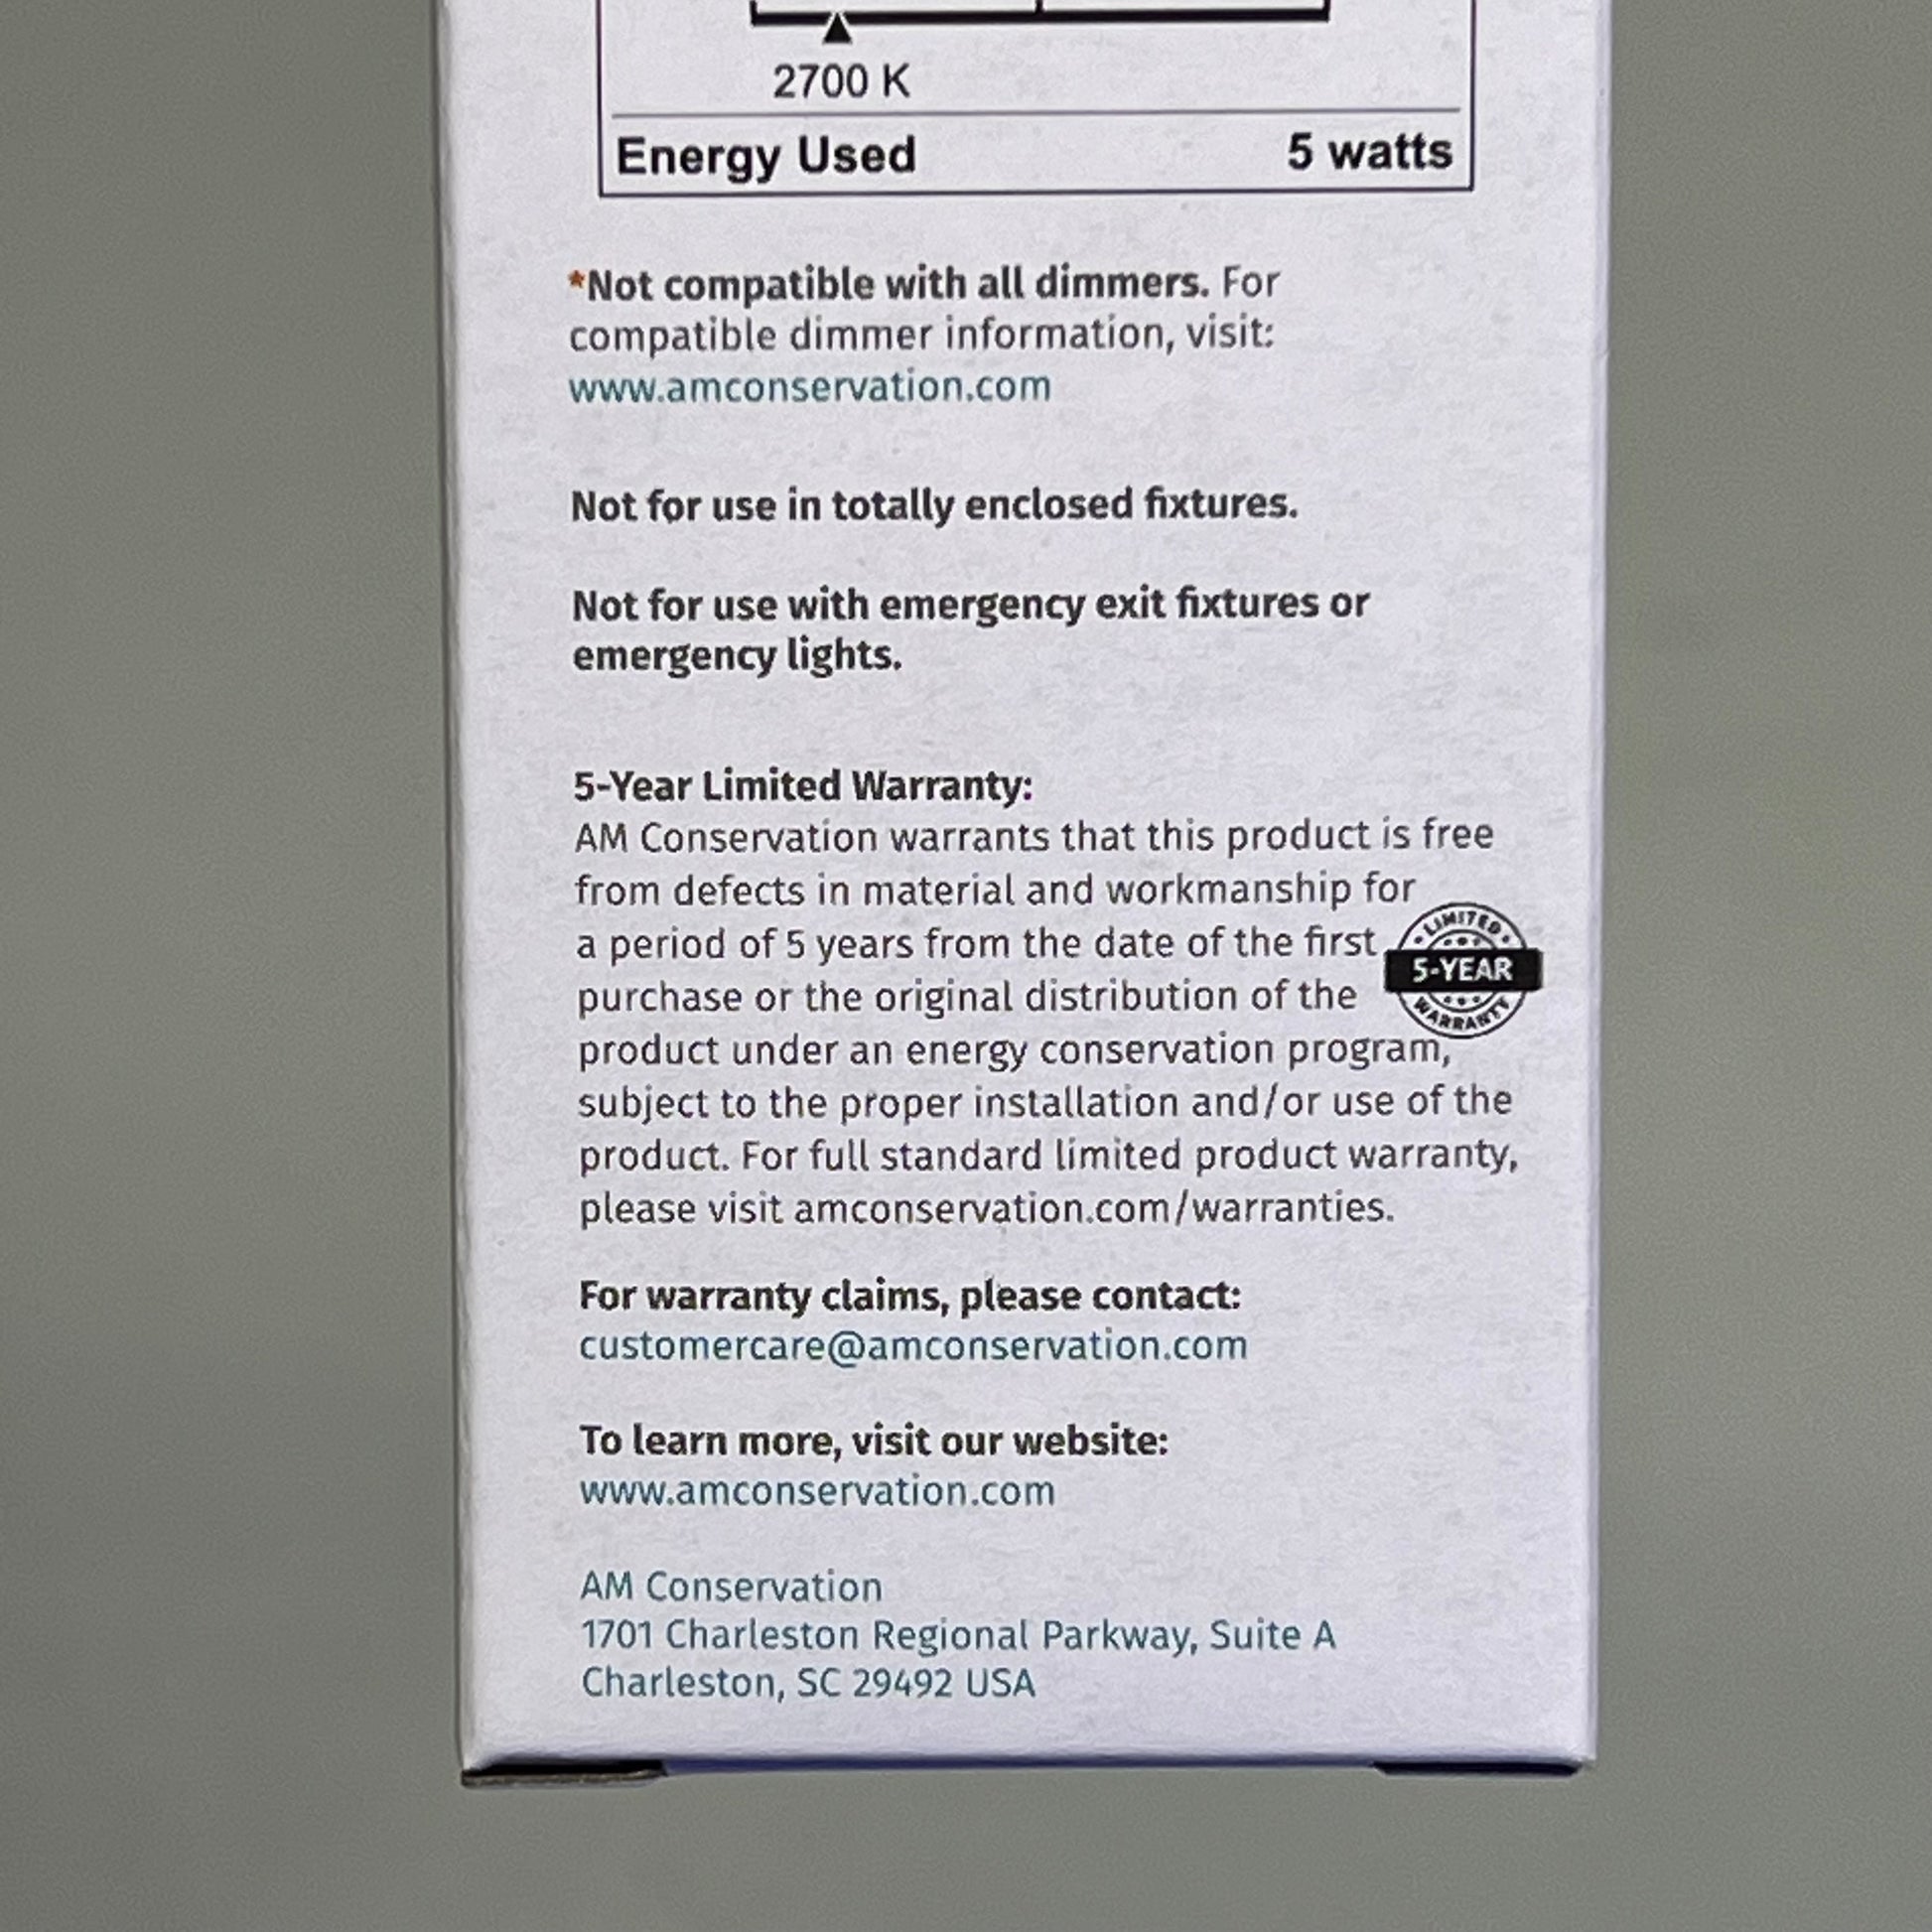 2700 K
Energy Used 5 watts
*Not compatible with all dimmers. For
compatible dimmer information, visit:
www.amconservation.com
Not for use in totally enclosed fixtures.
Not for use with emergency exit fixtures or
emergency lights.
5-Year Limited Warranty:
AM Conservation warrants that this product is free
from defects in material and workmanship for
a period of 5 years from the date of the first
purchase or the original distribution of the
product under an energy conservation program,
subject to the proper installation and/or use of the
product. For full standard limited product warranty,
please visit amconservation.com/warranties.
LIMITED
5-YEAR
WARRANTY
For warranty claims, please contact:
customercare@amconservation.com
To learn more, visit our website:
www.amconservation.com
AM Conservation
1701 Charleston Regional Parkway, Suite A
Charleston, SC 29492 USA